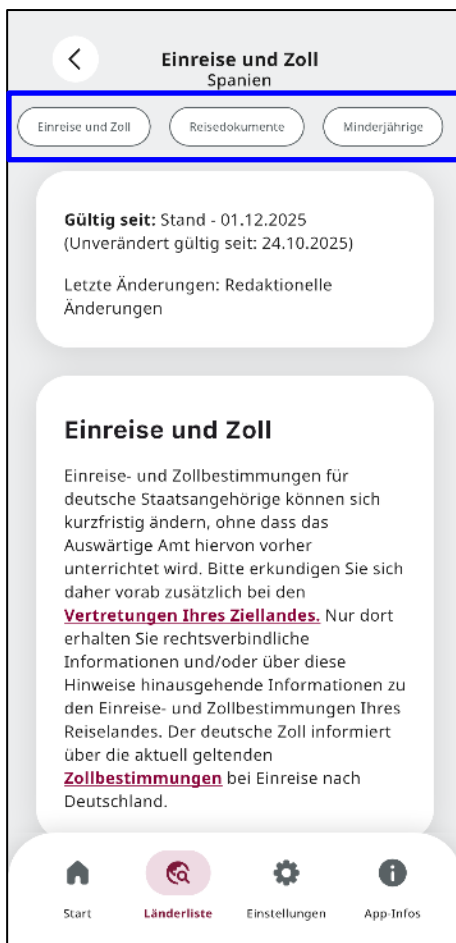 Einreise und Zoll
Spanien
Einreise und Zoll
Reisedokumente
Minderjährige
Gültig seit: Stand - 01.12.2025
(Unverändert gültig seit: 24.10.2025)
Letzte Änderungen: Redaktionelle
Änderungen
Einreise und Zoll
Einreise- und Zollbestimmungen für
deutsche Staatsangehörige können sich
kurzfristig ändern, ohne dass das
Auswärtige Amt hiervon vorher
unterrichtet wird. Bitte erkundigen Sie sich
daher vorab zusätzlich bei den
Vertretungen Ihres Ziellandes. Nur dort
erhalten Sie rechtsverbindliche
Informationen und/oder über diese
Hinweise hinausgehende Informationen zu
den Einreise- und Zollbestimmungen Ihres
Reiselandes. Der deutsche Zoll informiert
über die aktuell geltenden
Zollbestimmungen bei Einreise nach
Deutschland.
Start
Länderliste
Einstellungen
App-Infos